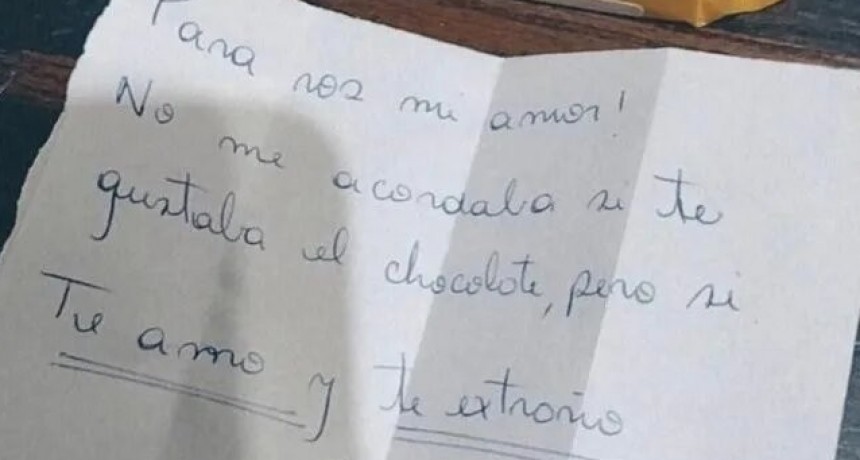 Para vos mi amor!
No me acordaba si te
gustaba el chocolate, pero si
Te amo y te extraño